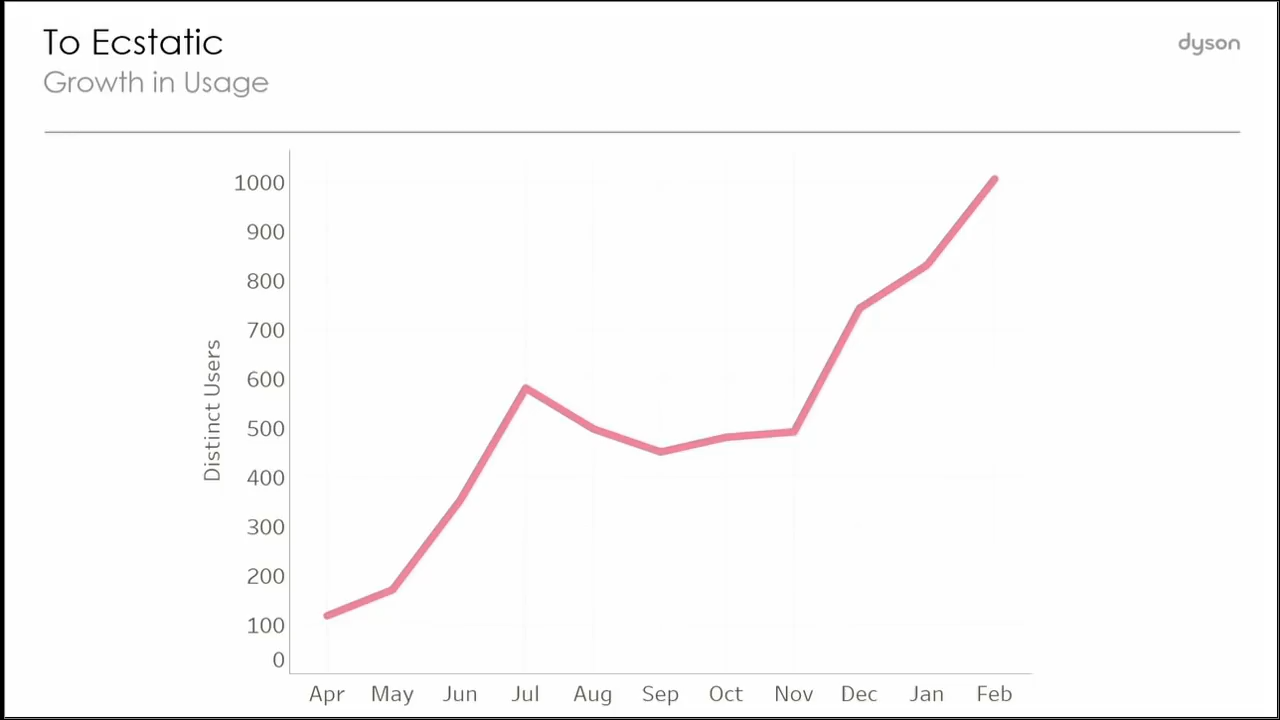 To Ecstatic
dyson
Growth in Usage
1000
900
800
700
600
500
400
300
200
100
0
Distinct Users
Apr May Jun Jul Aug Sep Oct Nov Dec Jan Feb